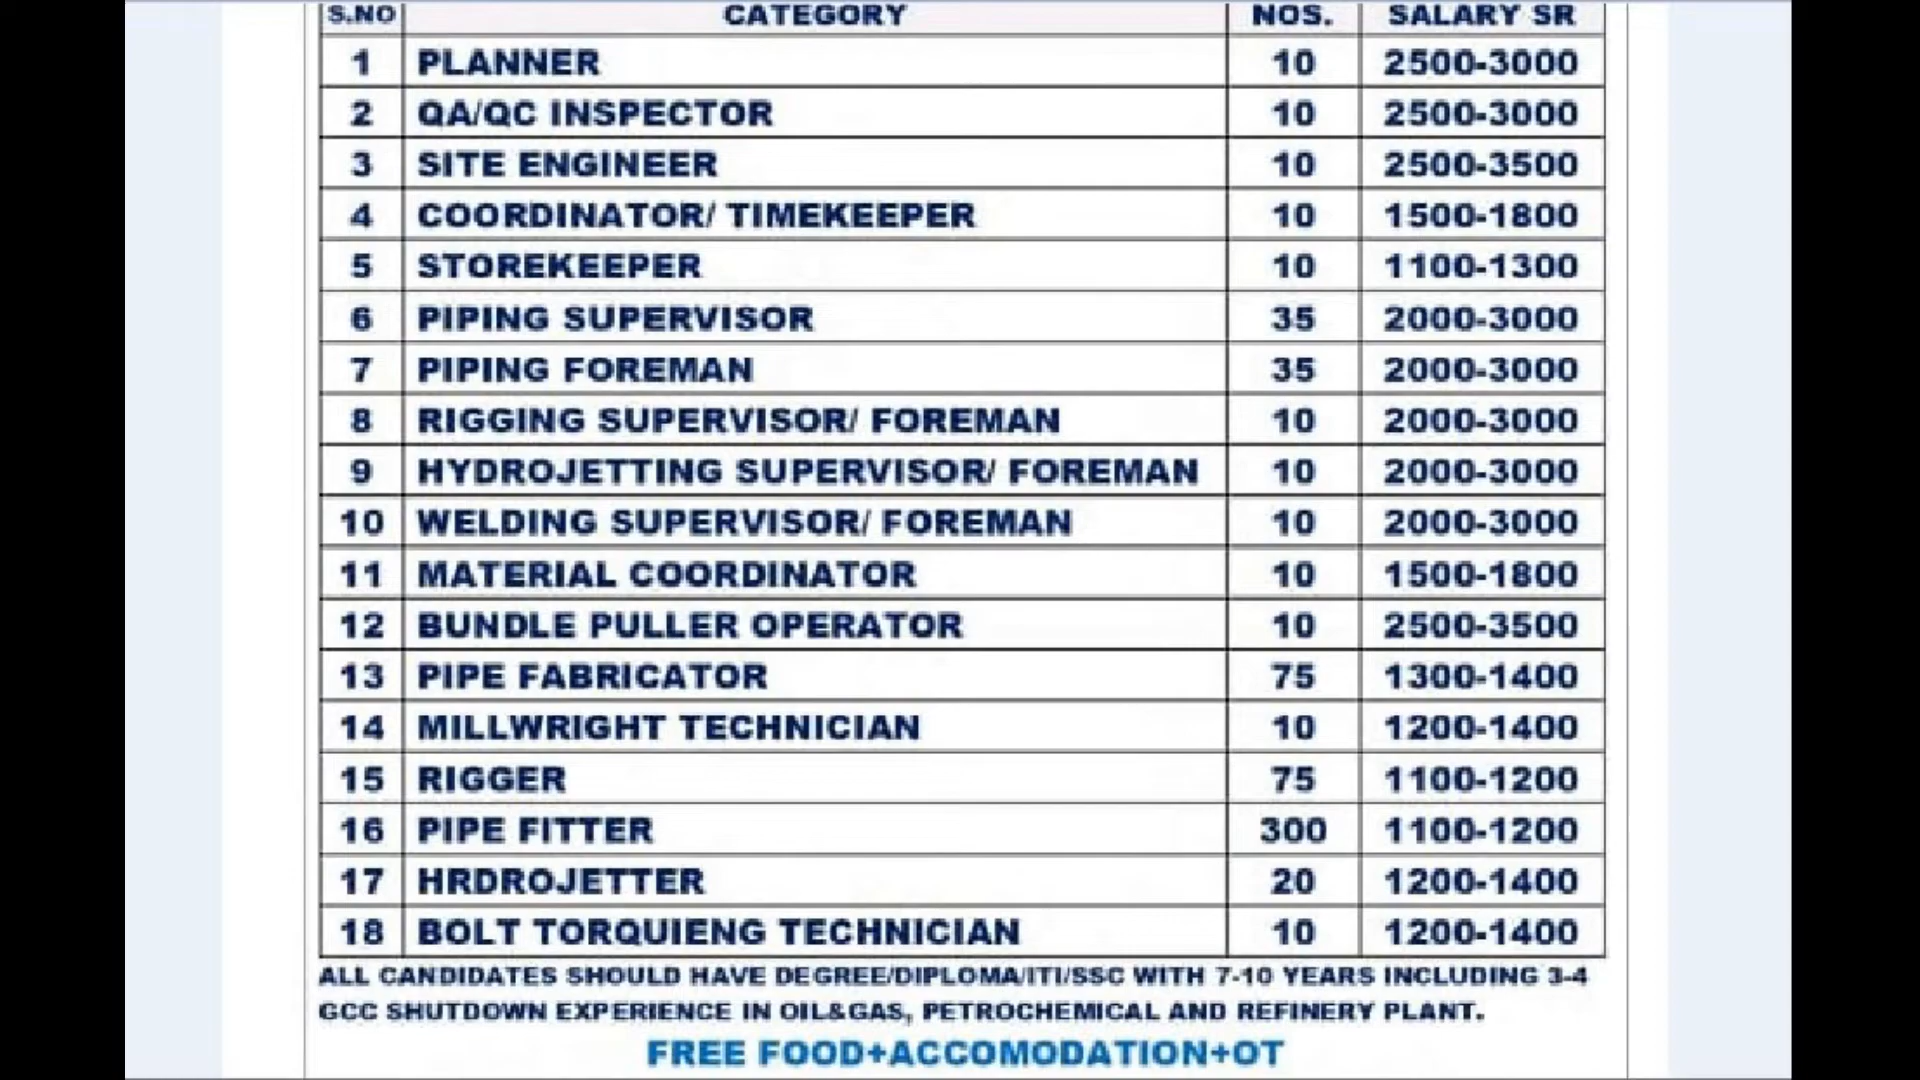 S.NO CATEGORY NOS. SALARY SR
1 PLANNER 10 2500-3000
2 QA/QC INSPECTOR 10 2500-3000
3 SITE ENGINEER 10 2500-3500
4 COORDINATOR/ TIMEKEEPER 10 1500-1800
5 STOREKEEPER 10 1100-1300
6 PIPING SUPERVISOR 35 2000-3000
7 PIPING FOREMAN 35 2000-3000
8 RIGGING SUPERVISOR/ FOREMAN 10 2000-3000
9 HYDROJETTING SUPERVISOR/ FOREMAN 10 2000-3000
10 WELDING SUPERVISOR/ FOREMAN 10 2000-3000
11 MATERIAL COORDINATOR 10 1500-1800
12 BUNDLE PULLER OPERATOR 10 2500-3500
13 PIPE FABRICATOR 75 1300-1400
14 MILLWRIGHT TECHNICIAN 10 1200-1400
15 RIGGER 75 1100-1200
16 PIPE FITTER 300 1100-1200
17 HRDROJETTER 20 1200-1400
18 BOLT TORQUIENG TECHNICIAN 10 1200-1400
ALL CANDIDATES SHOULD HAVE DEGREE/DIPLOMA/ITI/SSC WITH 7-10 YEARS INCLUDING 3-4
GCC SHUTDOWN EXPERIENCE IN OIL&GAS, PETROCHEMICAL AND REFINERY PLANT.
FREE FOOD+ACCOMODATION+OT